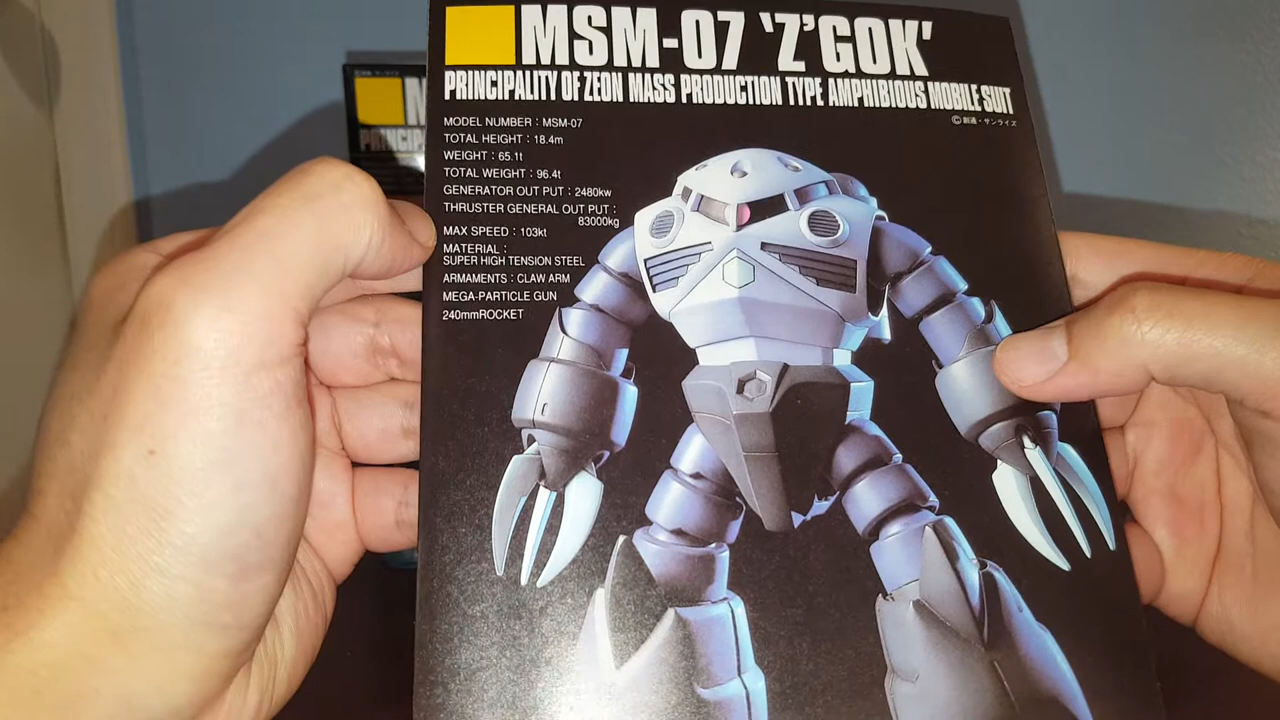 MSM-07 'Z'GOK'
PRINCIPALITY OF ZEON MASS PRODUCTION TYPE AMPHIBIOUS MOBILE SUIT
©創通・サンライズ
MODEL NUMBER：MSM-07
TOTAL HEIGHT：18.4m
WEIGHT：65.1t
TOTAL WEIGHT：96.4t
GENERATOR OUT PUT：2480kw
THRUSTER GENERAL OUT PUT：
83000kg
MAX SPEED：103kt
MATERIAL：
SUPER HIGH TENSION STEEL
ARMAMENTS：CLAW ARM
MEGA-PARTICLE GUN
240mmROCKET
M
PRINCIP